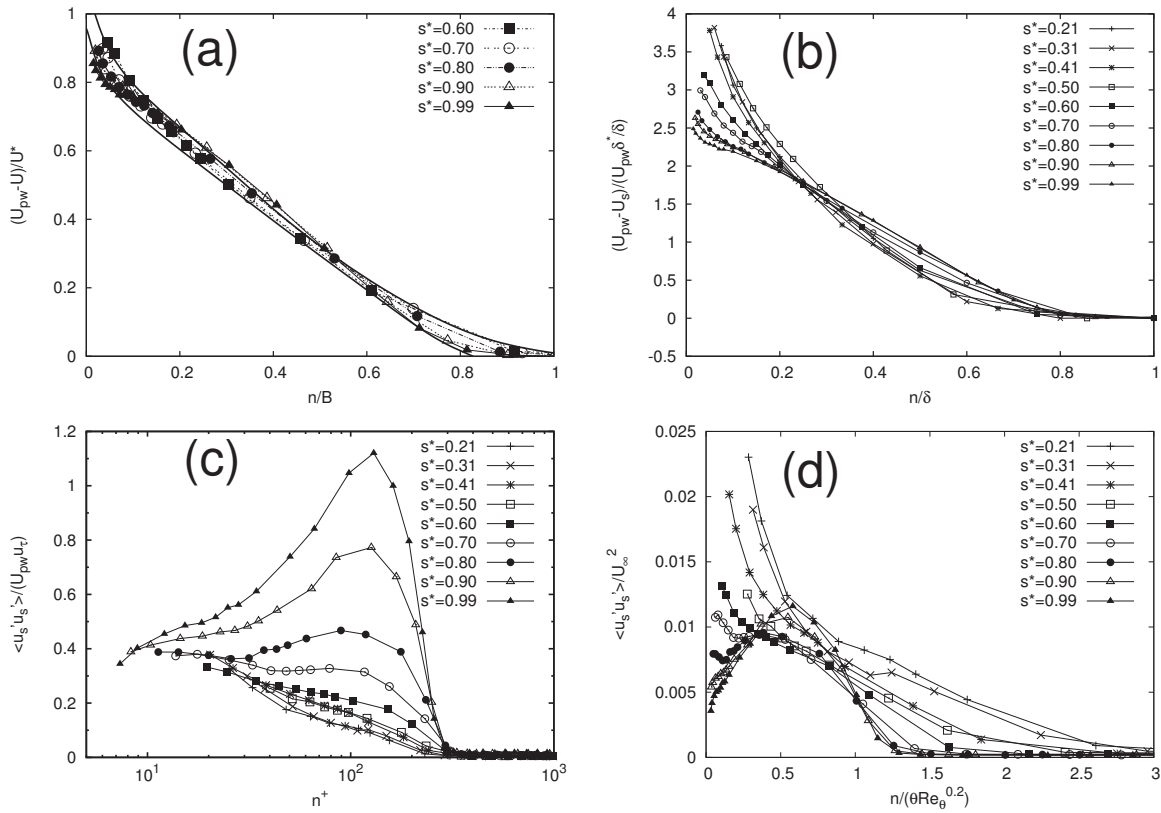 (a)
s*=0.60
s*=0.70
s*=0.80
s*=0.90
s*=0.99
1
0.8
0.6
0.4
0.2
0
(U_pw-U)/U*
0 0.2 0.4 0.6 0.8 1
n/B
(b)
s*=0.21
s*=0.31
s*=0.41
s*=0.50
s*=0.60
s*=0.70
s*=0.80
s*=0.90
s*=0.99
4
3.5
3
2.5
2
1.5
1
0.5
0
-0.5
(U_pw-U_s)/(U_pwδ*/δ)
0 0.2 0.4 0.6 0.8 1
n/δ
(c)
s*=0.21
s*=0.31
s*=0.41
s*=0.50
s*=0.60
s*=0.70
s*=0.80
s*=0.90
s*=0.99
1.2
1
0.8
0.6
0.4
0.2
0
<u_s'u_s'>/(U_pwu_τ)
10^1 10^2 10^3
n^+
(d)
s*=0.21
s*=0.31
s*=0.41
s*=0.50
s*=0.60
s*=0.70
s*=0.80
s*=0.90
s*=0.99
0.025
0.02
0.015
0.01
0.005
0
<u_s'u_s'>/U_∞^2
0 0.5 1 1.5 2 2.5 3
n/(θRe_θ^0.2)